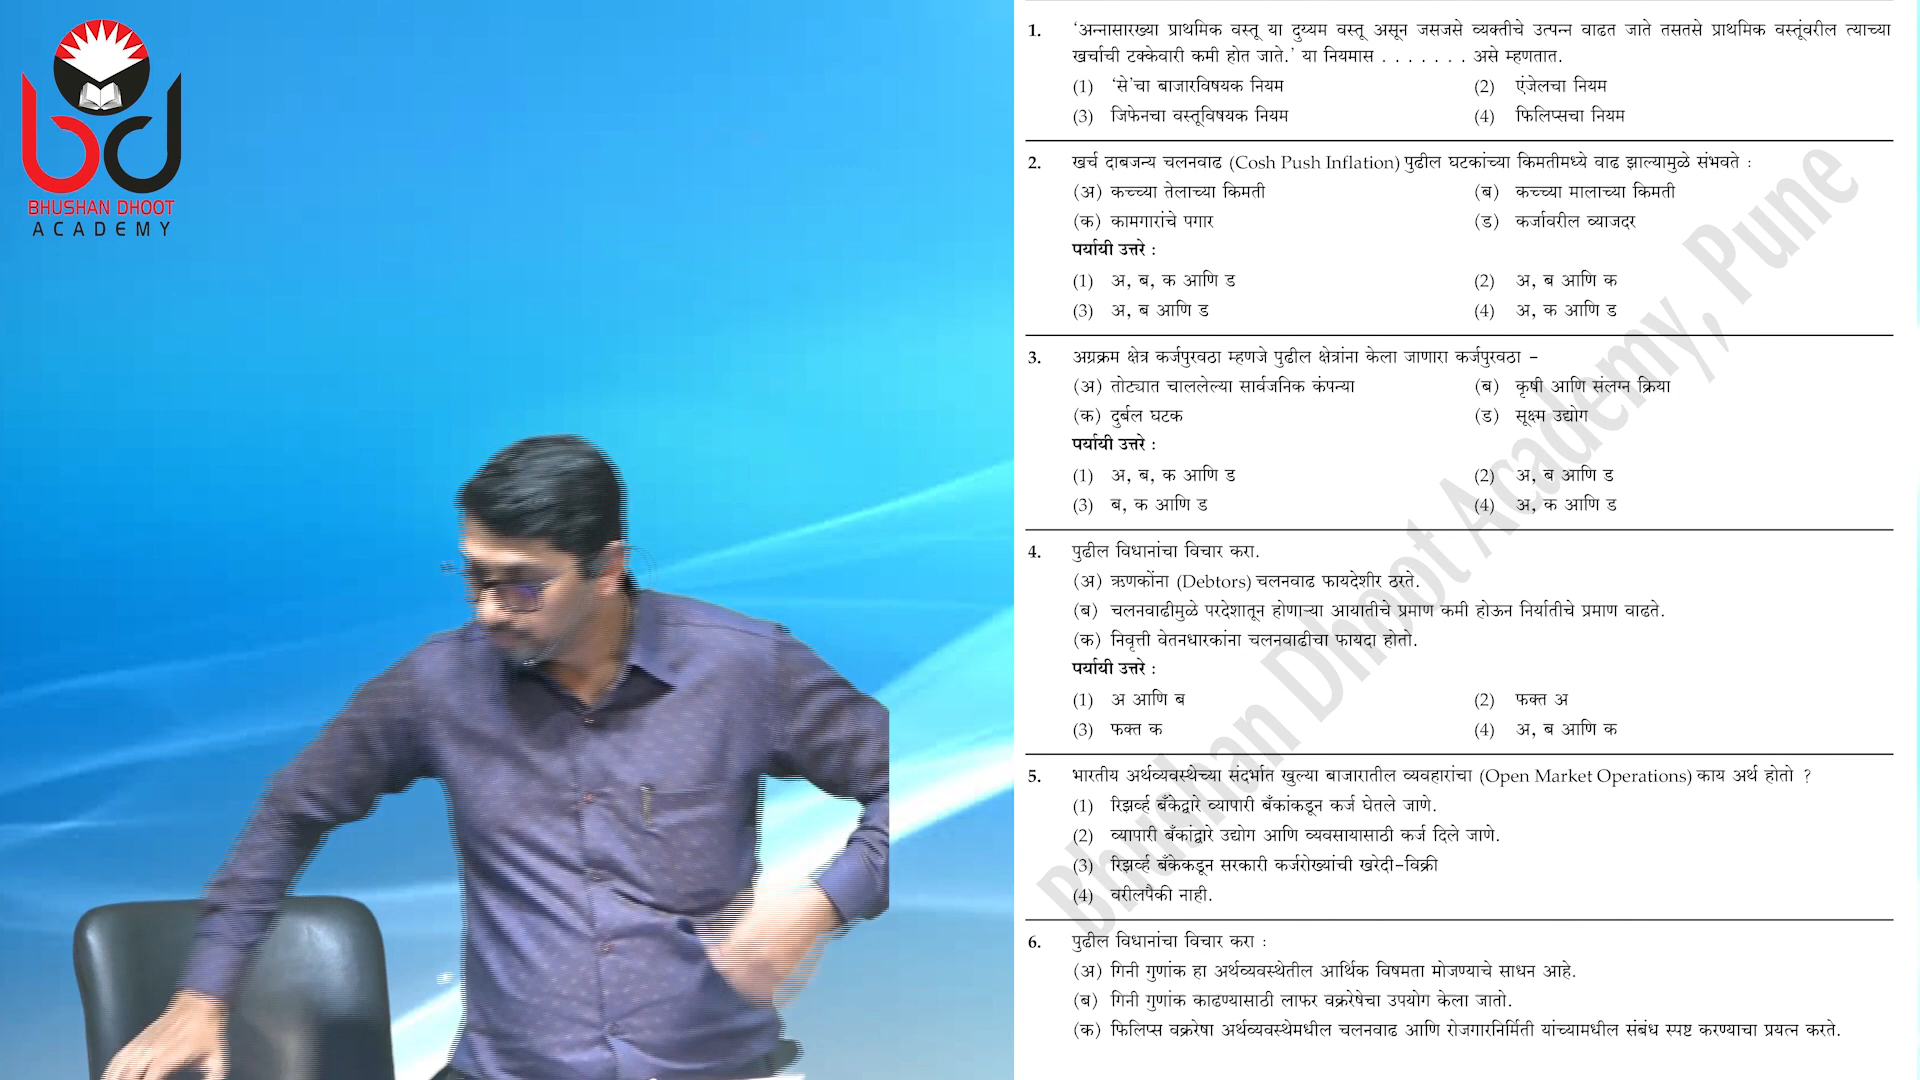 BHUSHAN DHOOT
ACADEMY
1. ‘अन्नासारख्या प्राथमिक वस्तू या दुय्यम वस्तू असून जसजसे व्यक्तीचे उत्पन्न वाढत जाते तसतसे प्राथमिक वस्तूंवरील त्याच्या
खर्चाची टक्केवारी कमी होत जाते.’ या नियमास . . . . . . . असे म्हणतात.
(1) ‘से’चा बाजारविषयक नियम (2) एंजेलचा नियम
(3) जिफेनचा वस्तूविषयक नियम (4) फिलिप्सचा नियम
2. खर्च दाबजन्य चलनवाढ (Cosh Push Inflation) पुढील घटकांच्या किमतीमध्ये वाढ झाल्यामुळे संभवते :
(अ) कच्च्या तेलाच्या किमती (ब) कच्च्या मालाच्या किमती
(क) कामगारांचे पगार (ड) कर्जावरील व्याजदर
पर्यायी उत्तरे :
(1) अ, ब, क आणि ड (2) अ, ब आणि क
(3) अ, ब आणि ड (4) अ, क आणि ड
3. अग्रक्रम क्षेत्र कर्जपुरवठा म्हणजे पुढील क्षेत्रांना केला जाणारा कर्जपुरवठा –
(अ) तोट्यात चाललेल्या सार्वजनिक कंपन्या (ब) कृषी आणि संलग्न क्रिया
(क) दुर्बल घटक (ड) सूक्ष्म उद्योग
पर्यायी उत्तरे :
(1) अ, ब, क आणि ड (2) अ, ब आणि ड
(3) ब, क आणि ड (4) अ, क आणि ड
4. पुढील विधानांचा विचार करा.
(अ) ऋणकोंना (Debtors) चलनवाढ फायदेशीर ठरते.
(ब) चलनवाढीमुळे परदेशातून होणाऱ्या आयातीचे प्रमाण कमी होऊन निर्यातीचे प्रमाण वाढते.
(क) निवृत्ती वेतनधारकांना चलनवाढीचा फायदा होतो.
पर्यायी उत्तरे :
(1) अ आणि ब (2) फक्त अ
(3) फक्त क (4) अ, ब आणि क
5. भारतीय अर्थव्यवस्थेच्या संदर्भात खुल्या बाजारातील व्यवहारांचा (Open Market Operations) काय अर्थ होतो ?
(1) रिझर्व्ह बँकेद्वारे व्यापारी बँकांकडून कर्ज घेतले जाणे.
(2) व्यापारी बँकांद्वारे उद्योग आणि व्यवसायासाठी कर्ज दिले जाणे.
(3) रिझर्व्ह बँकेकडून सरकारी कर्जरोख्यांची खरेदी-विक्री
(4) वरीलपैकी नाही.
6. पुढील विधानांचा विचार करा :
(अ) गिनी गुणांक हा अर्थव्यवस्थेतील आर्थिक विषमता मोजण्याचे साधन आहे.
(ब) गिनी गुणांक काढण्यासाठी लाफर वक्ररेषेचा उपयोग केला जातो.
(क) फिलिप्स वक्ररेषा अर्थव्यवस्थेमधील चलनवाढ आणि रोजगारनिर्मिती यांच्यामधील संबंध स्पष्ट करण्याचा प्रयत्न करते.
Bhushan Dhoot Academy, Pune